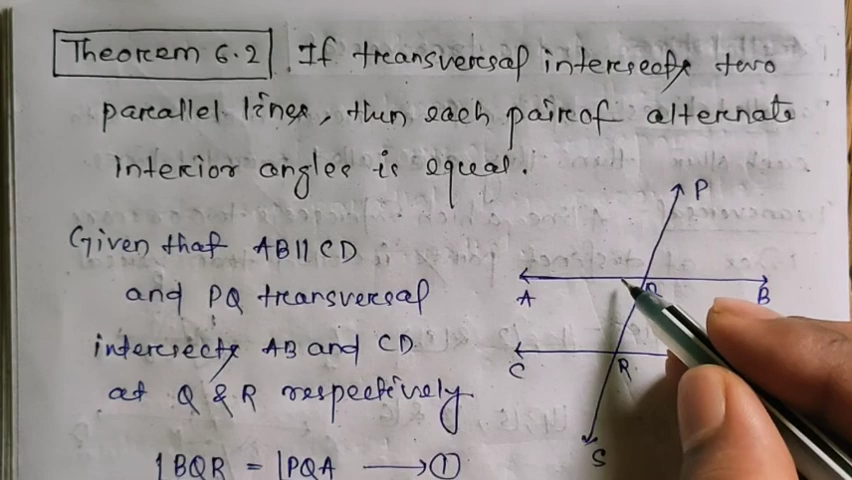 Theorem 6.2 If transversal intersects two
parallel lines, then each pair of alternate
interior angles is equal.
Given that AB || CD
and PQ transversal
intersects AB and CD
at Q & R respectively
∠BQR = ∠PQA ⟶ ①
P
A
Q
B
C
R
S